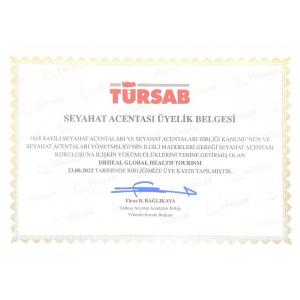 TÜRSAB
SEYAHAT ACENTASI ÜYELİK BELGESİ
1618 SAYILI SEYAHAT ACENTALARI VE SEYAHAT ACENTALARI BİRLİĞİ KANUNU'NUN VE
SEYAHAT ACENTALARI YÖNETMELİĞİ'NİN İLGİLİ MADDELERİ GEREĞİ SEYAHAT ACENTASI
KURULUŞUNA İLİŞKİN YÜKÜMLÜLÜKLERİNİ YERİNE GETİRMİŞ OLAN
DRHEAL GLOBAL HEALTH TOURISM
23.08.2022 TARİHİNDE BİRLİĞİMİZE ÜYE KAYDI YAPILMIŞTIR.
Firuz B. BAĞLIKAYA
Türkiye Seyahat Acentaları Birliği
Yönetim Kurulu Başkanı